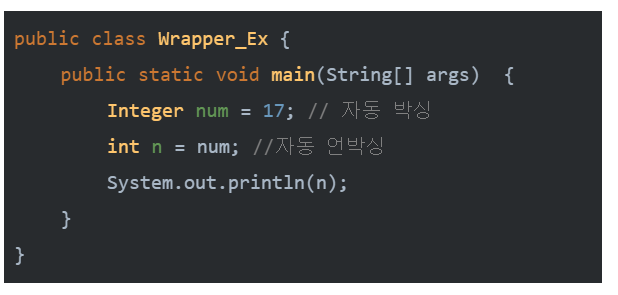 public class Wrapper_Ex {
    public static void main(String[] args)  {
        Integer num = 17; // 자동 박싱
        int n = num; //자동 언박싱
        System.out.println(n);
    }
}